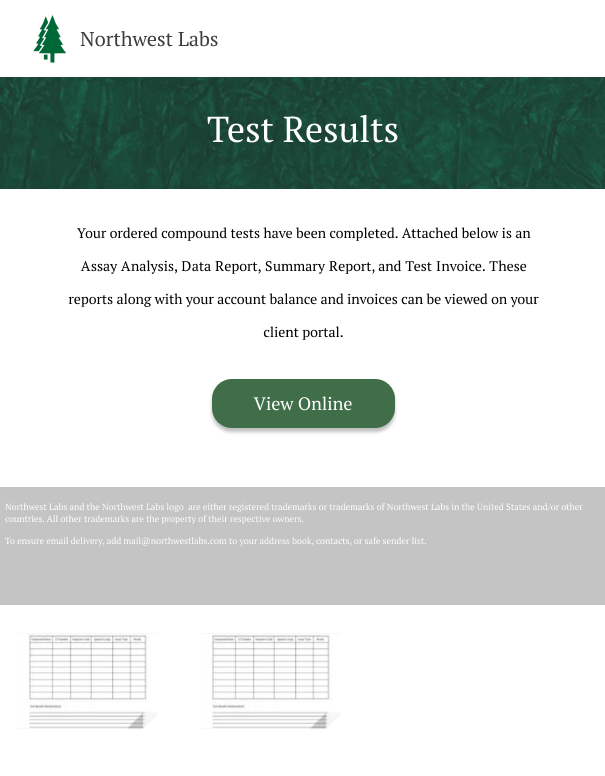 Northwest Labs
Test Results
Your ordered compound tests have been completed. Attached below is an
Assay Analysis, Data Report, Summary Report, and Test Invoice. These
reports along with your account balance and invoices can be viewed on your
client portal.
View Online
Northwest Labs and the Northwest Labs logo are either registered trademarks or trademarks of Northwest Labs in the United States and/or other
countries. All other trademarks are the property of their respective owners.
To ensure email delivery, add mail@northwestlabs.com to your address book, contacts, or safe sender list.